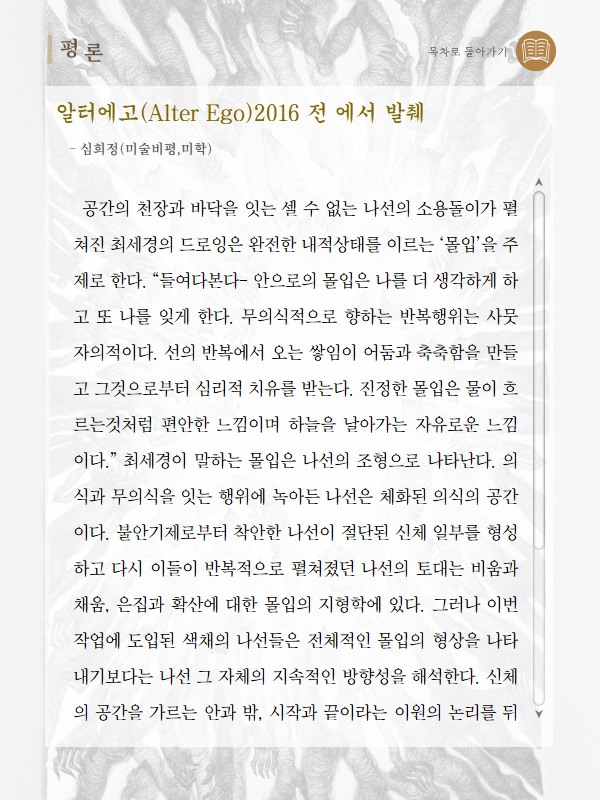 평론
목차로 돌아가기
알터에고(Alter Ego)2016 전 에서 발췌
- 심희정(미술비평,미학)
공간의 천장과 바닥을 잇는 셀 수 없는 나선의 소용돌이가 펼
쳐진 최세경의 드로잉은 완전한 내적상태를 이르는 ‘몰입’을 주
제로 한다. “들여다본다- 안으로의 몰입은 나를 더 생각하게 하
고 또 나를 잊게 한다. 무의식적으로 향하는 반복행위는 사뭇
자의적이다. 선의 반복에서 오는 쌓임이 어둠과 축축함을 만들
고 그것으로부터 심리적 치유를 받는다. 진정한 몰입은 물이 흐
르는것처럼 편안한 느낌이며 하늘을 날아가는 자유로운 느낌
이다.” 최세경이 말하는 몰입은 나선의 조형으로 나타난다. 의
식과 무의식을 잇는 행위에 녹아든 나선은 체화된 의식의 공간
이다. 불안기제로부터 착안한 나선이 절단된 신체 일부를 형성
하고 다시 이들이 반복적으로 펼쳐졌던 나선의 토대는 비움과
채움, 은집과 확산에 대한 몰입의 지형학에 있다. 그러나 이번
작업에 도입된 색채의 나선들은 전체적인 몰입의 형상을 나타
내기보다는 나선 그 자체의 지속적인 방향성을 해석한다. 신체
의 공간을 가르는 안과 밖, 시작과 끝이라는 이원의 논리를 뒤